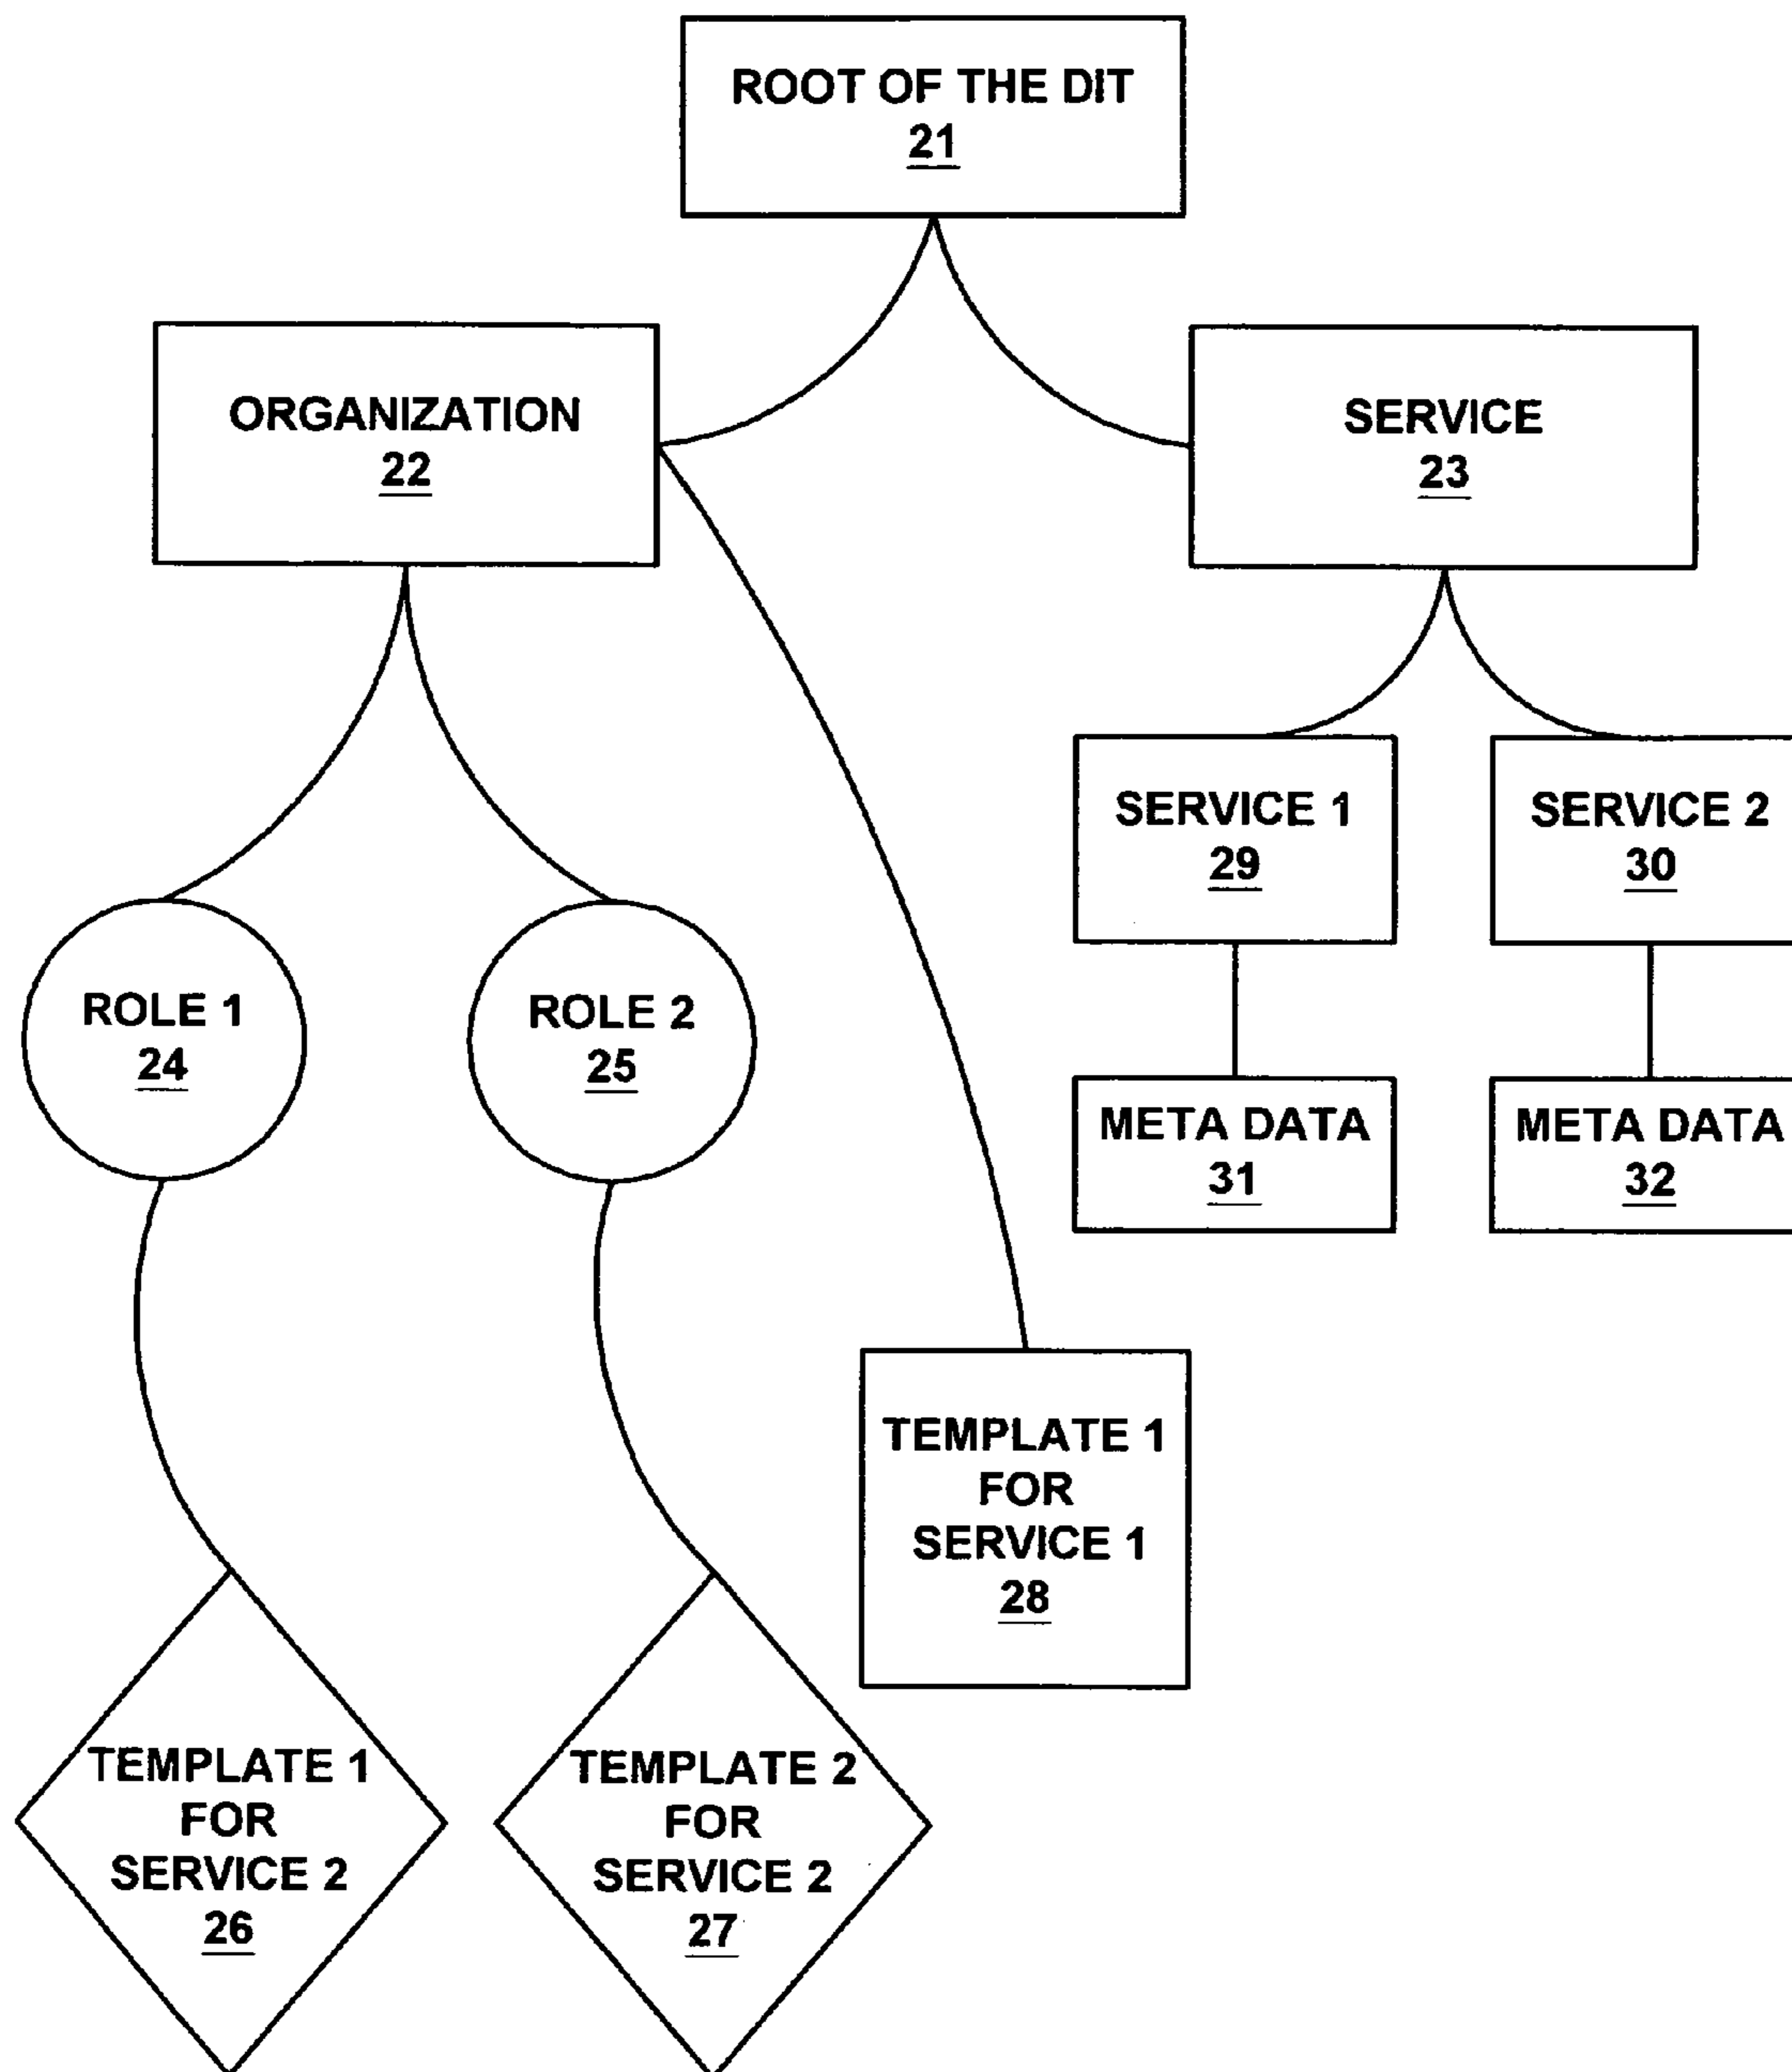 ROOT OF THE DIT
21
ORGANIZATION
22
SERVICE
23
SERVICE 1
29
SERVICE 2
30
ROLE 1
24
ROLE 2
25
META DATA
31
META DATA
32
TEMPLATE 1
FOR
SERVICE 1
28
TEMPLATE 1
FOR
SERVICE 2
26
TEMPLATE 2
FOR
SERVICE 2
27